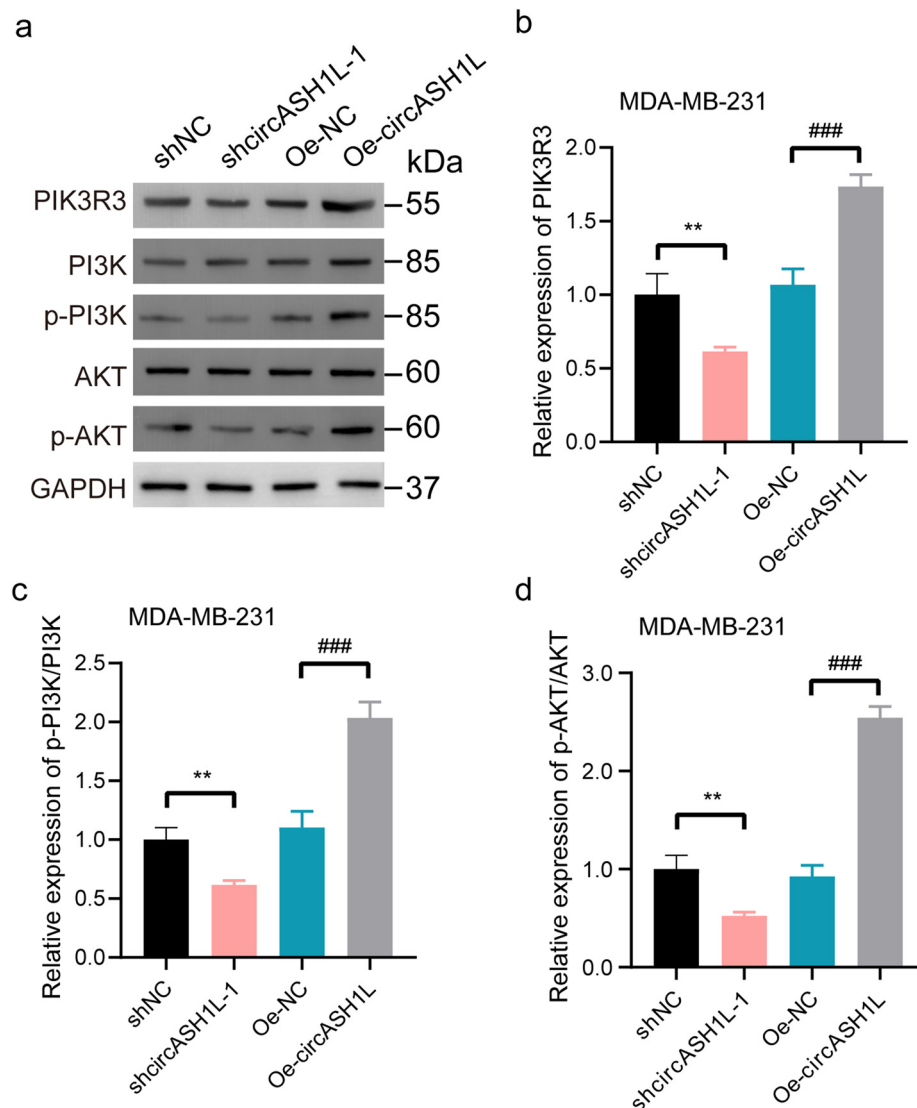 a
shNC
shcircASH1L-1
Oe-NC
Oe-circASH1L
kDa
PIK3R3
55
PI3K
85
p-PI3K
85
AKT
60
p-AKT
60
GAPDH
37
b
MDA-MB-231
Relative expression of PIK3R3
2.0
1.5
1.0
0.5
0.0
**
###
shNC
shcircASH1L-1
Oe-NC
Oe-circASH1L
c
MDA-MB-231
Relative expression of p-PI3K/PI3K
2.5
2.0
1.5
1.0
0.5
0.0
**
###
shNC
shcircASH1L-1
Oe-NC
Oe-circASH1L
d
MDA-MB-231
Relative expression of p-AKT/AKT
3.0
2.0
1.0
0.0
**
###
shNC
shcircASH1L-1
Oe-NC
Oe-circASH1L